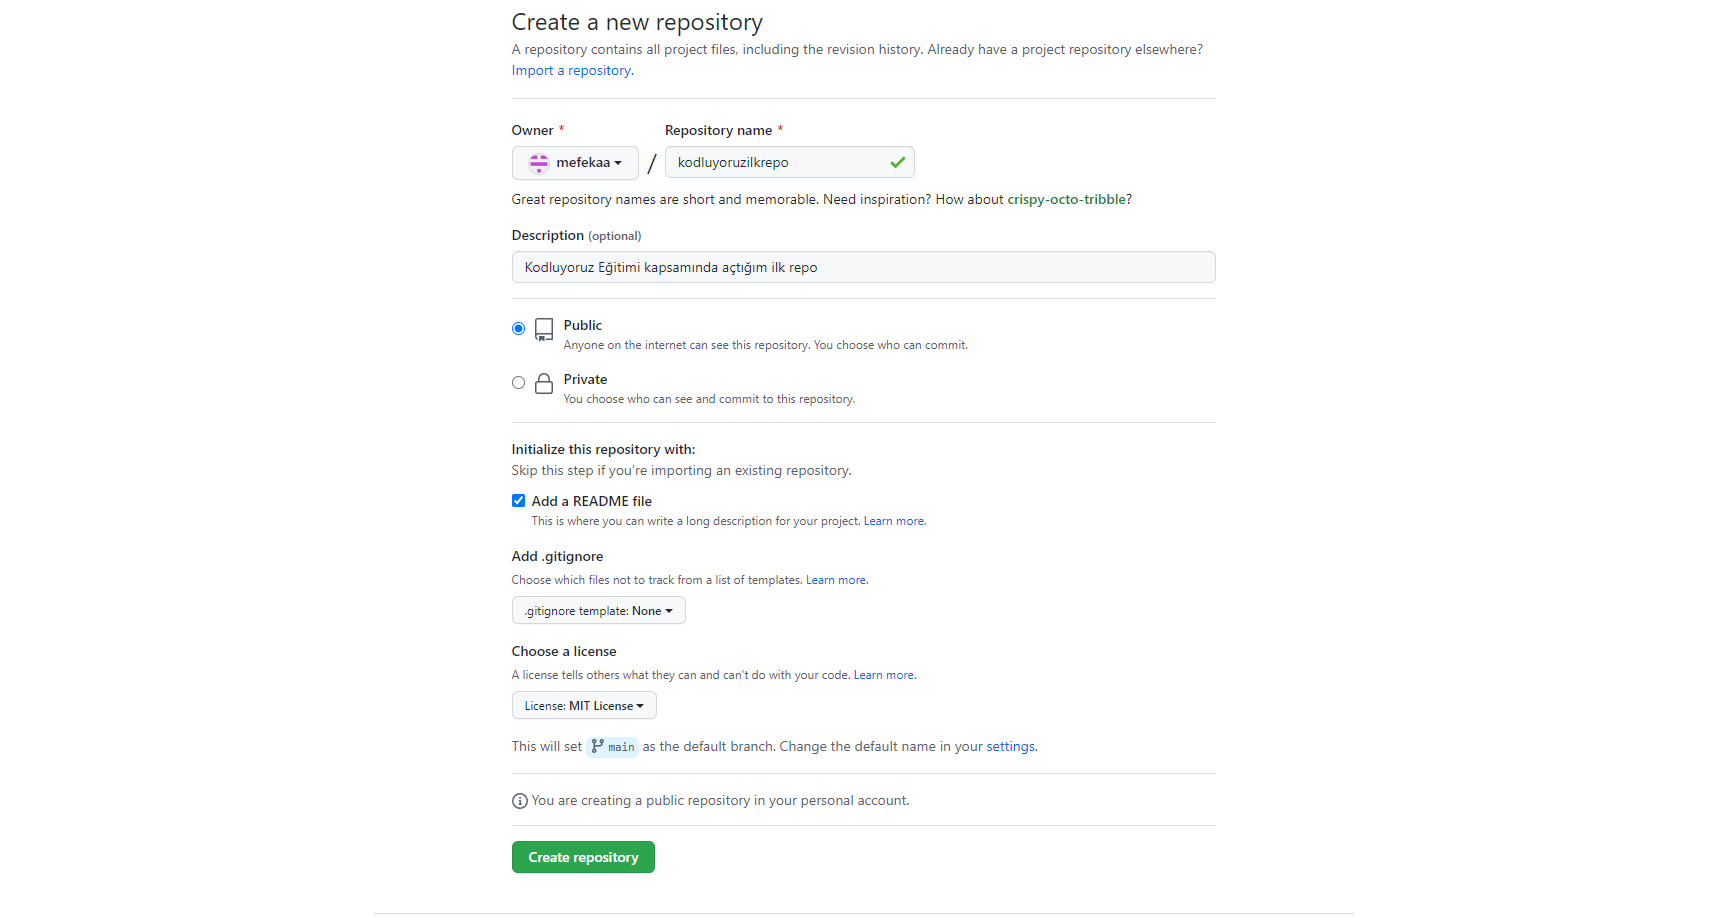 Create a new repository
A repository contains all project files, including the revision history. Already have a project repository elsewhere?
Import a repository.
Owner * Repository name *
mefekaa / kodluyoruzilkrepo
Great repository names are short and memorable. Need inspiration? How about crispy-octo-tribble?
Description (optional)
Kodluyoruz Eğitimi kapsamında açtığım ilk repo
Public
Anyone on the internet can see this repository. You choose who can commit.
Private
You choose who can see and commit to this repository.
Initialize this repository with:
Skip this step if you’re importing an existing repository.
Add a README file
This is where you can write a long description for your project. Learn more.
Add .gitignore
Choose which files not to track from a list of templates. Learn more.
.gitignore template: None
Choose a license
A license tells others what they can and can't do with your code. Learn more.
License: MIT License
This will set main as the default branch. Change the default name in your settings.
You are creating a public repository in your personal account.
Create repository